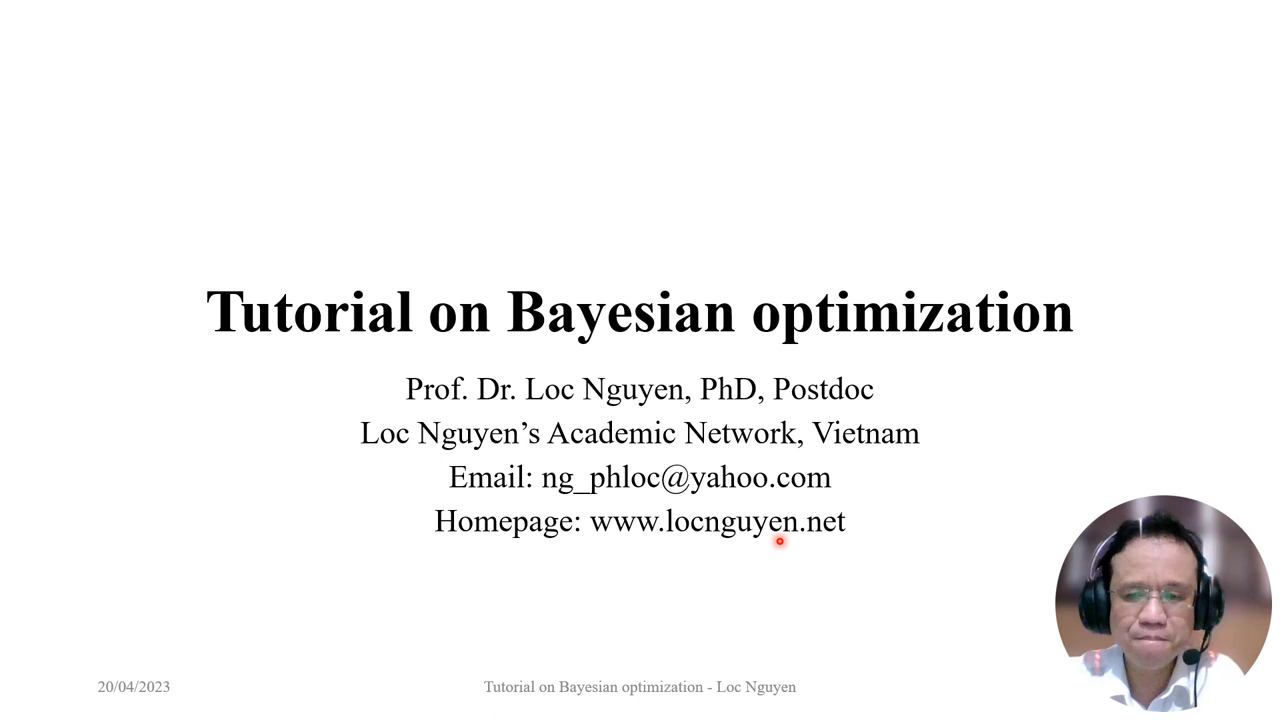 Tutorial on Bayesian optimization
Prof. Dr. Loc Nguyen, PhD, Postdoc
Loc Nguyen’s Academic Network, Vietnam
Email: ng_phloc@yahoo.com
Homepage: www.locnguyen.net
20/04/2023
Tutorial on Bayesian optimization - Loc Nguyen